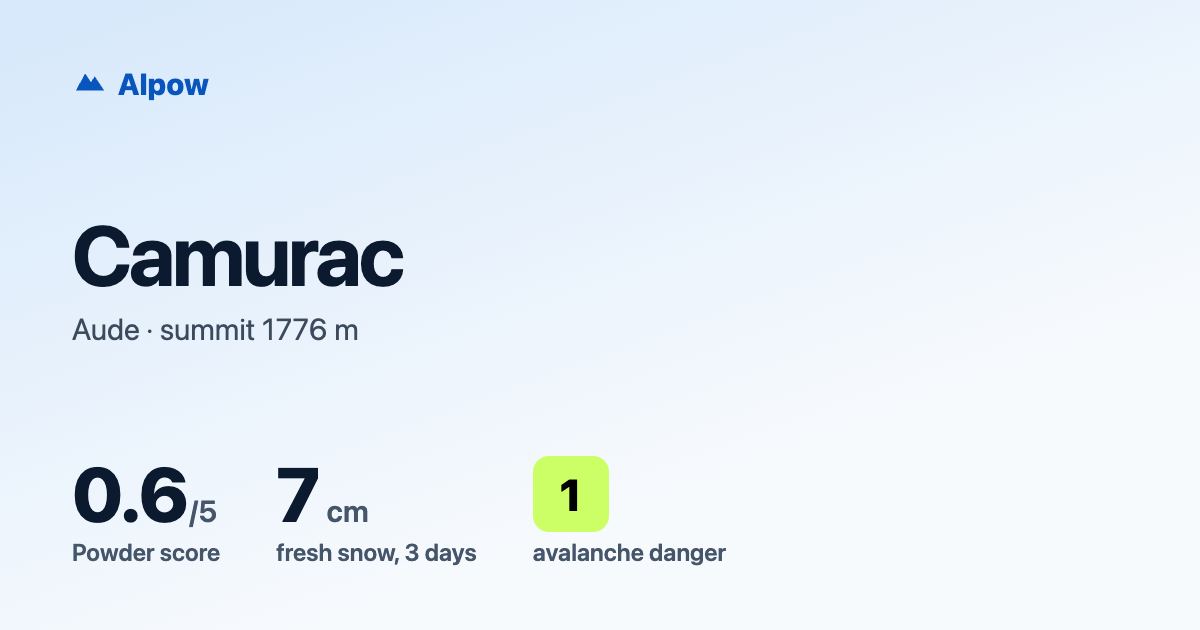 Alpow
Camurac
Aude · summit 1776 m
0.6/5
Powder score
7 cm
fresh snow, 3 days
1
avalanche danger